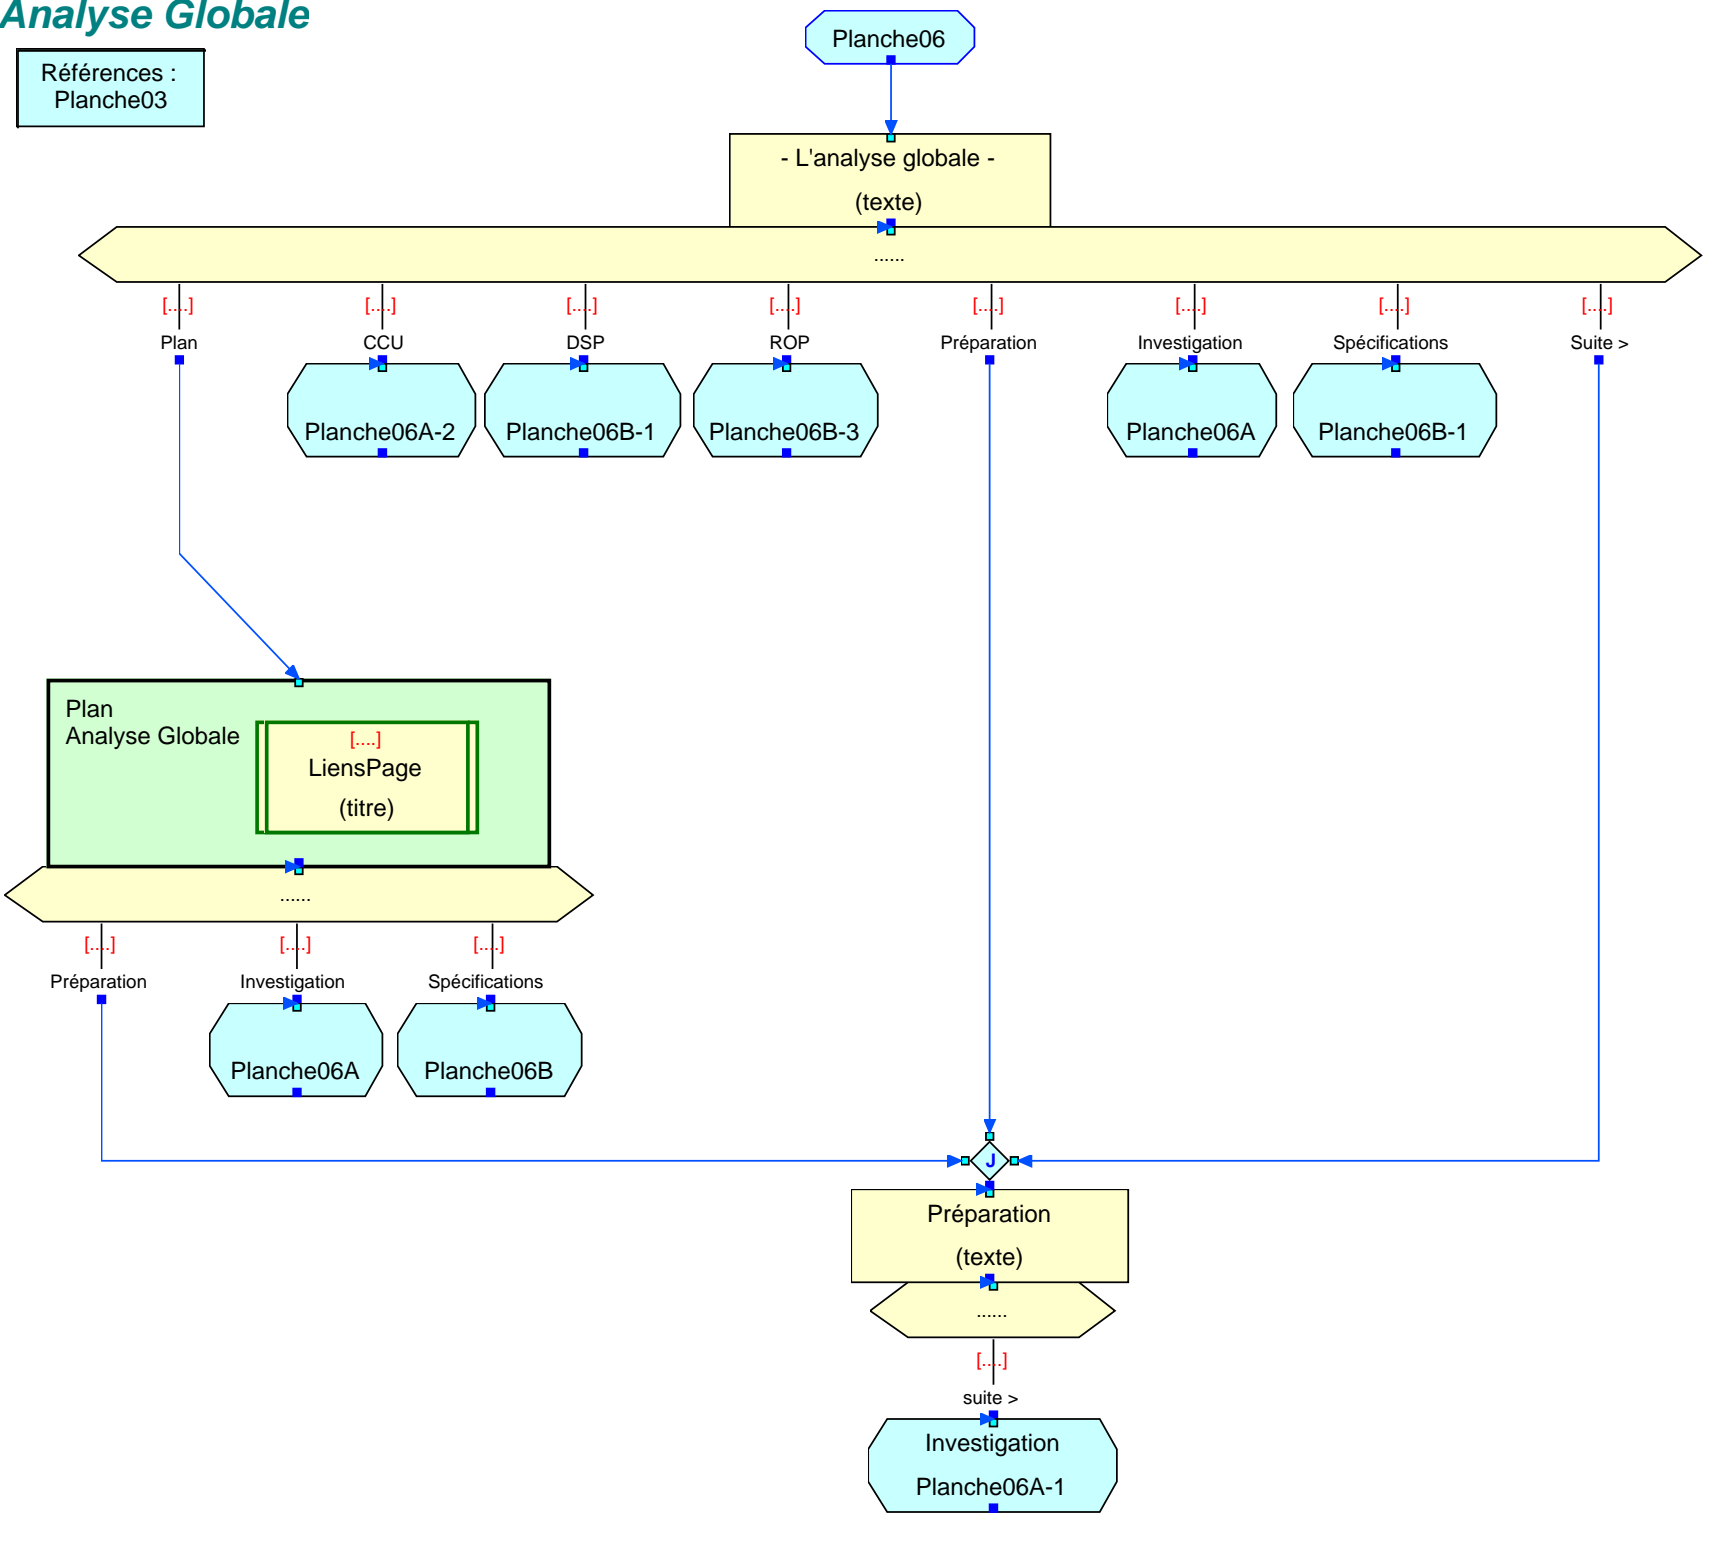 Analyse Globale
Planche06
Références :
Planche03
- L'analyse globale -
(texte)
......
[....] [....] [....] [....] [....] [....] [....] [....]
Plan CCU DSP ROP Préparation Investigation Spécifications Suite >
Planche06A-2 Planche06B-1 Planche06B-3 Planche06A Planche06B-1
Plan
Analyse Globale
[....]
LiensPage
(titre)
......
[....] [....] [....]
Préparation Investigation Spécifications
Planche06A Planche06B
J
Préparation
(texte)
......
[....]
suite >
Investigation
Planche06A-1